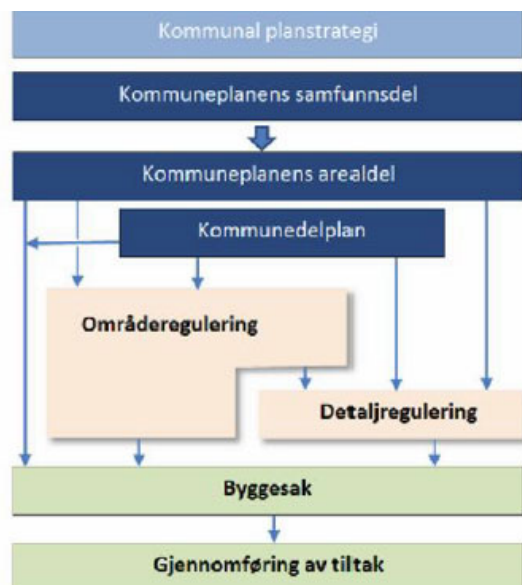 Kommunal planstrategi
Kommuneplanens samfunnsdel
Kommuneplanens arealdel
Kommunedelplan
Områderegulering
Detaljregulering
Byggesak
Gjennomføring av tiltak